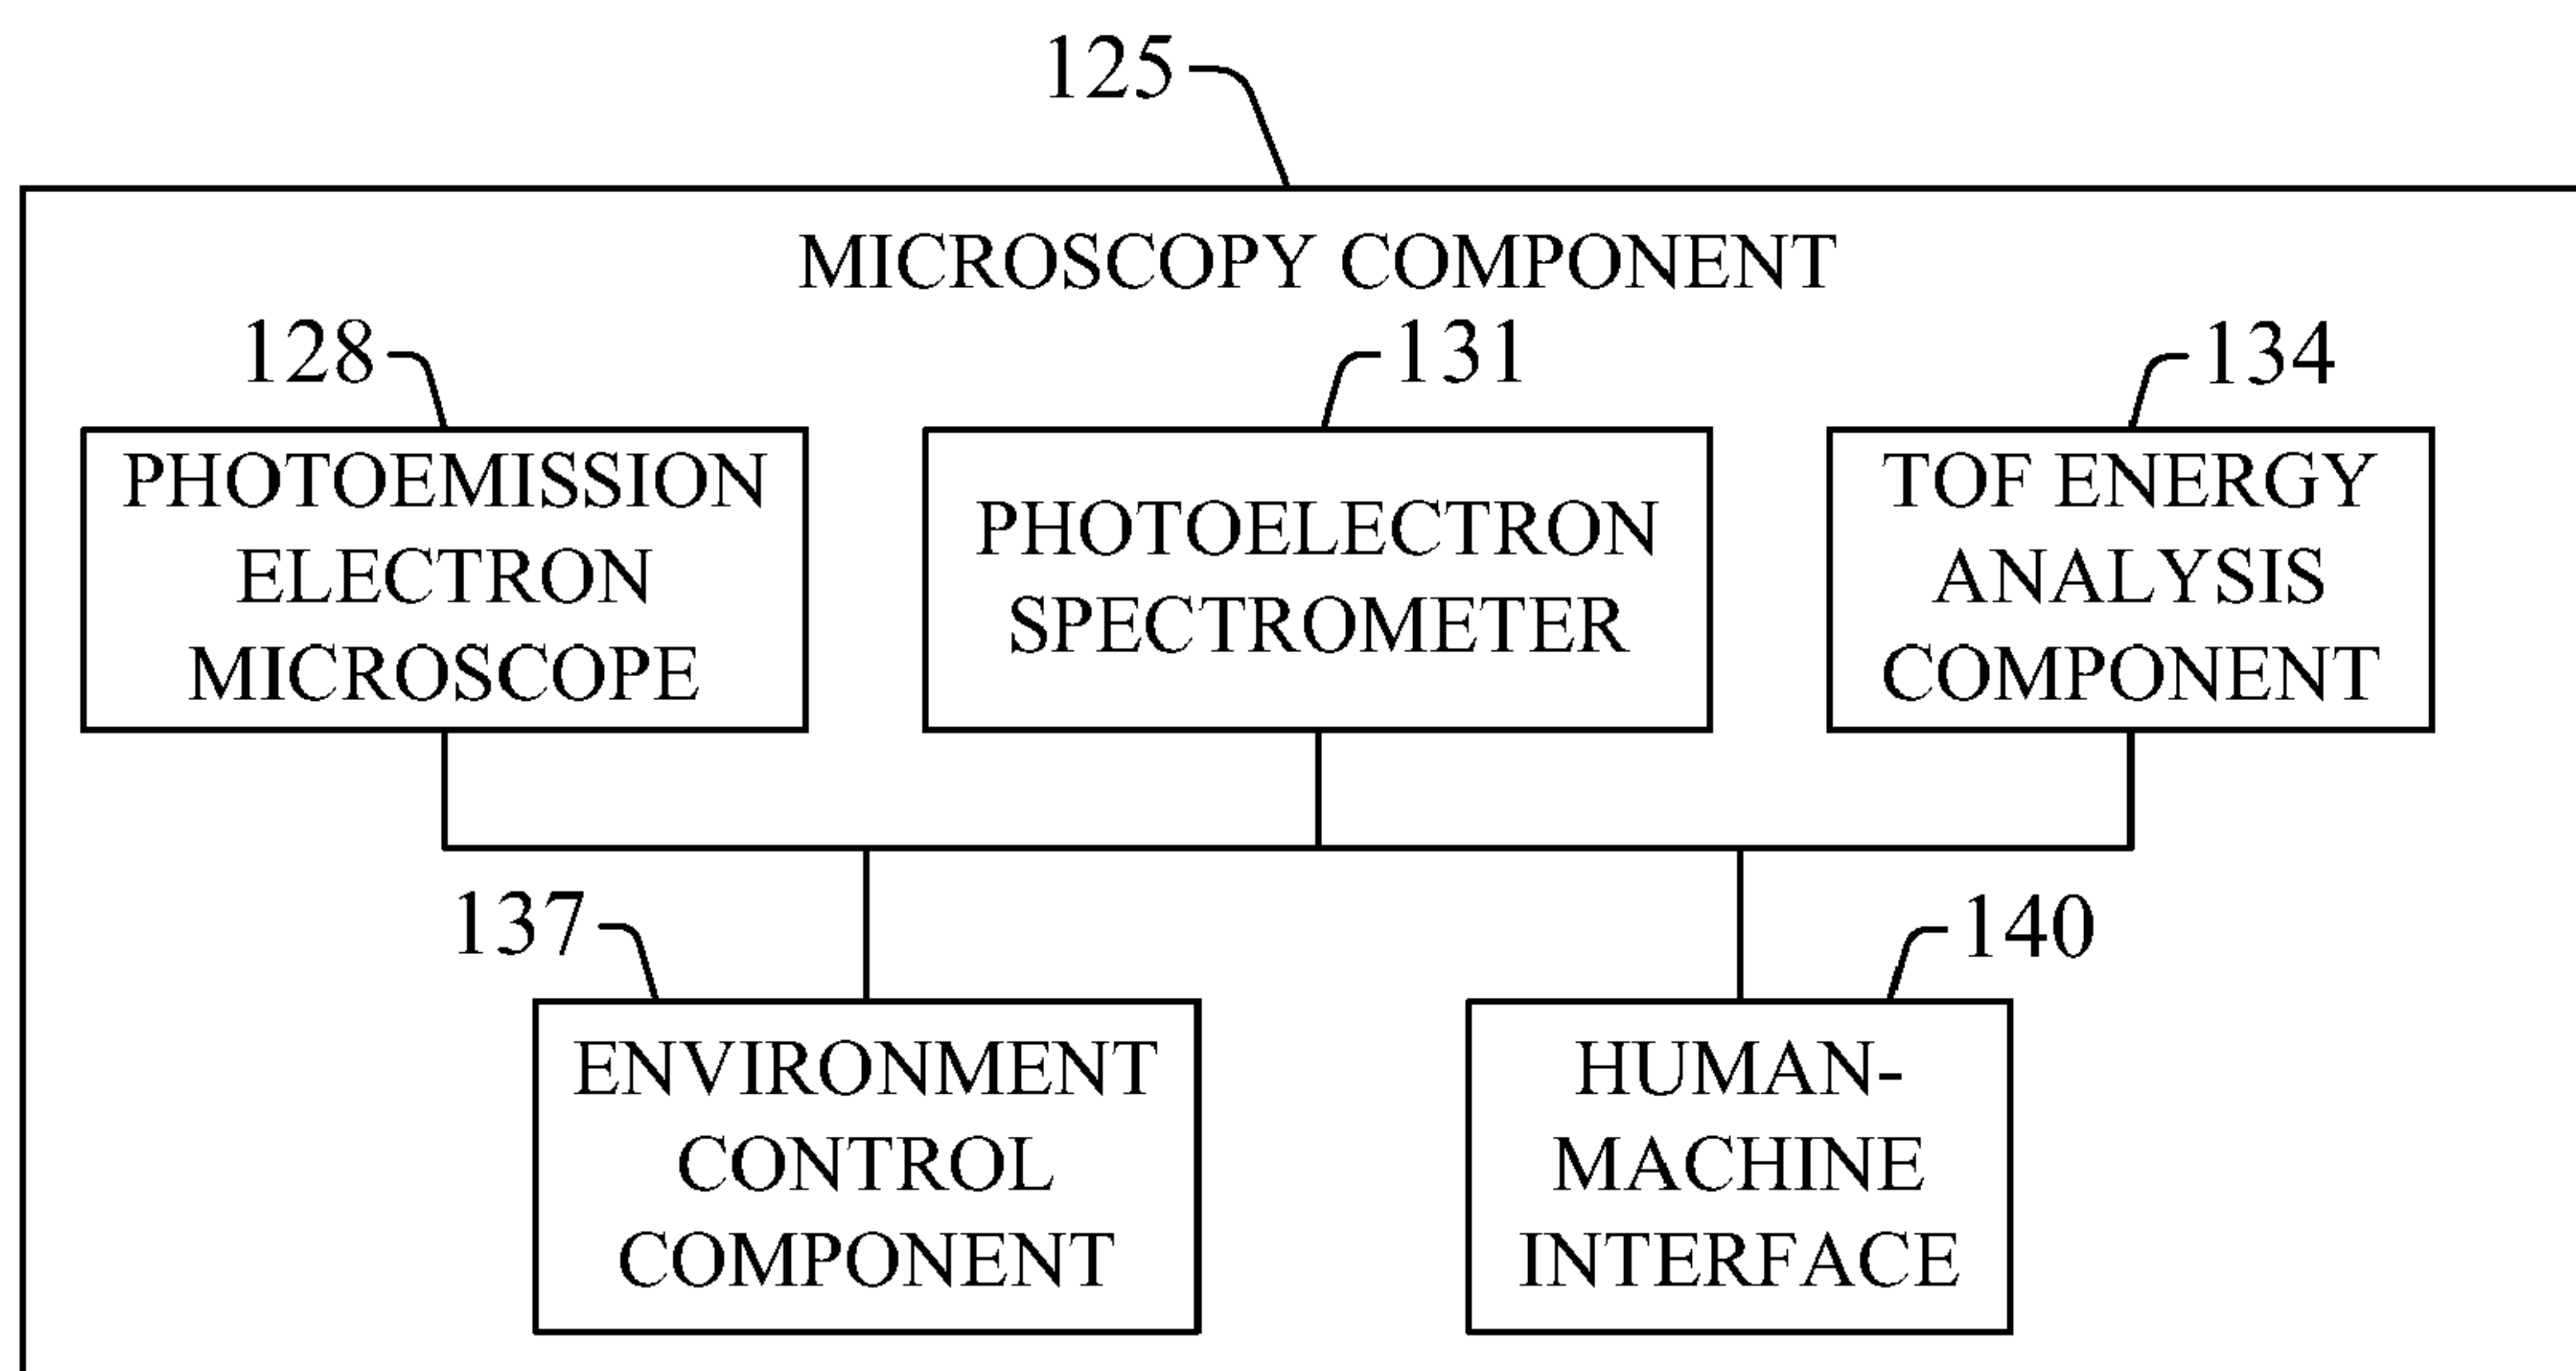 125
MICROSCOPY COMPONENT
128
131
134
PHOTOEMISSION
ELECTRON
MICROSCOPE
PHOTOELECTRON
SPECTROMETER
TOF ENERGY
ANALYSIS
COMPONENT
137
140
ENVIRONMENT
CONTROL
COMPONENT
HUMAN-
MACHINE
INTERFACE